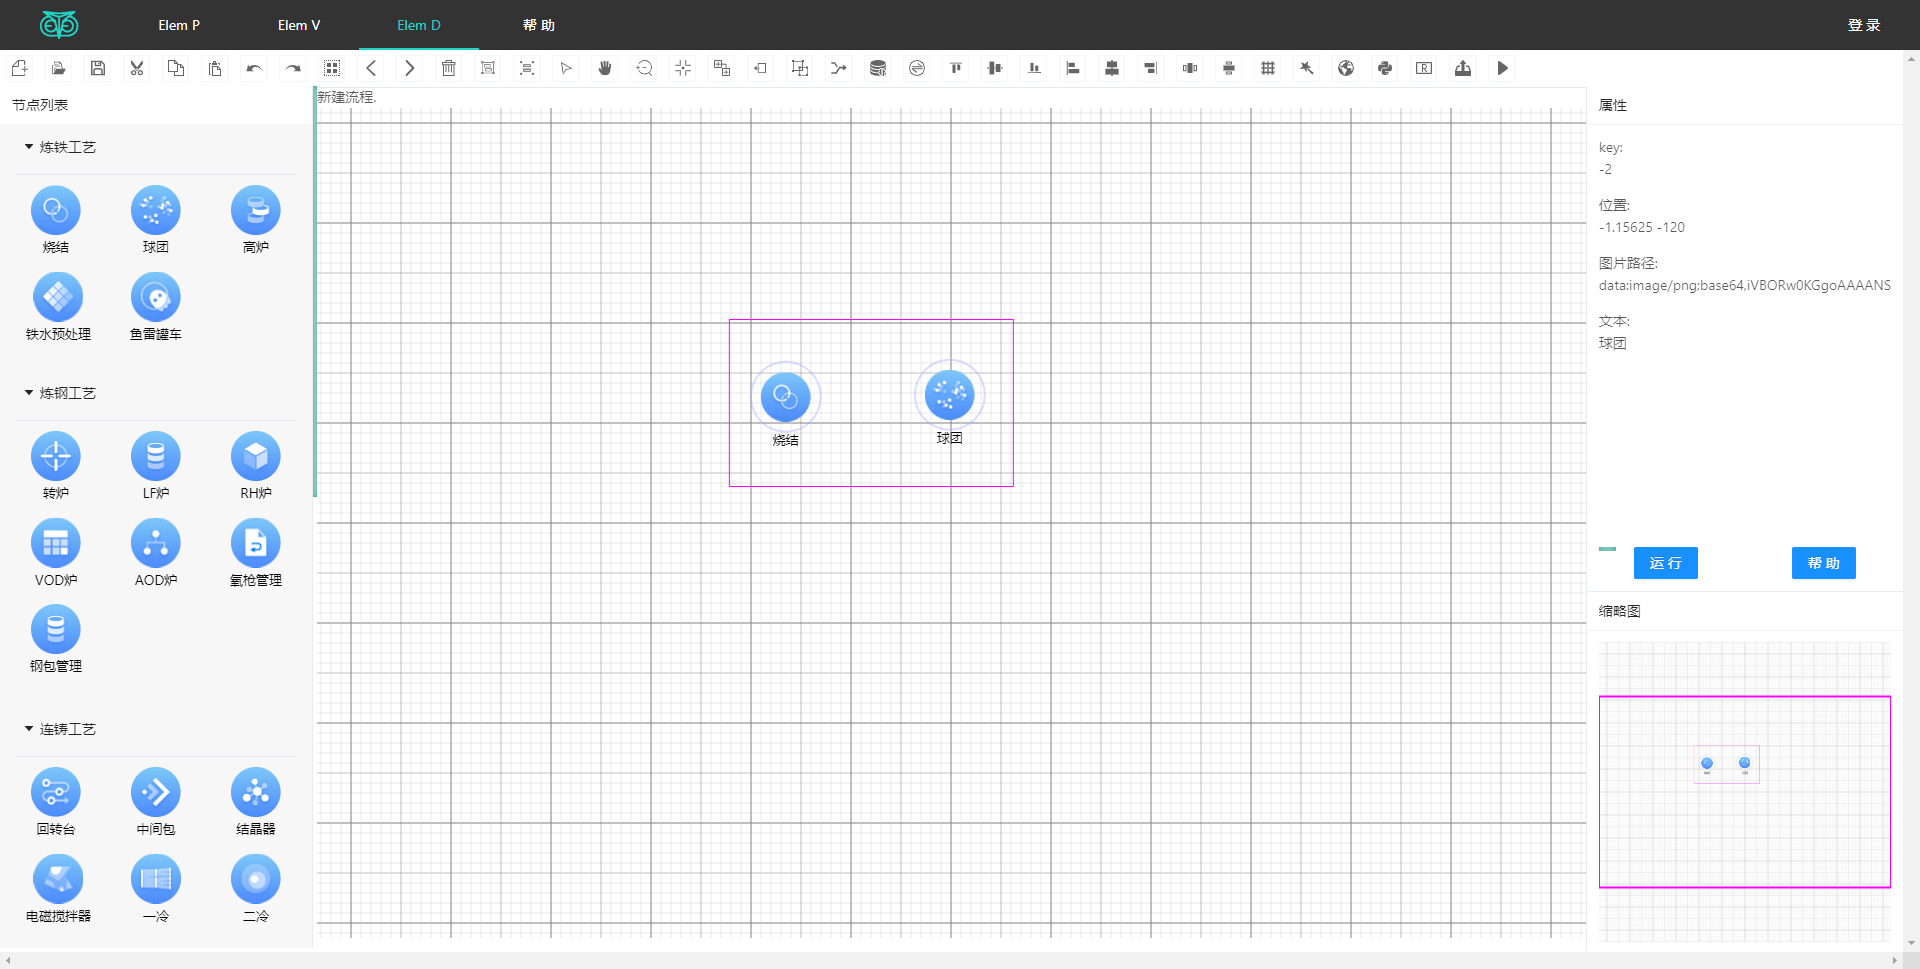 Elem P
Elem V
Elem D
帮 助
登 录
节点列表
炼铁工艺
烧结
球团
高炉
铁水预处理
鱼雷罐车
炼钢工艺
转炉
LF炉
RH炉
VOD炉
AOD炉
氧枪管理
钢包管理
连铸工艺
回转台
中间包
结晶器
电磁搅拌器
一冷
二冷
新建流程.
烧结
球团
属性
key:
-2
位置:
-1.15625 -120
图片路径:
data:image/png;base64,iVBORw0KGgoAAAANS
文本:
球团
运 行
帮 助
缩略图